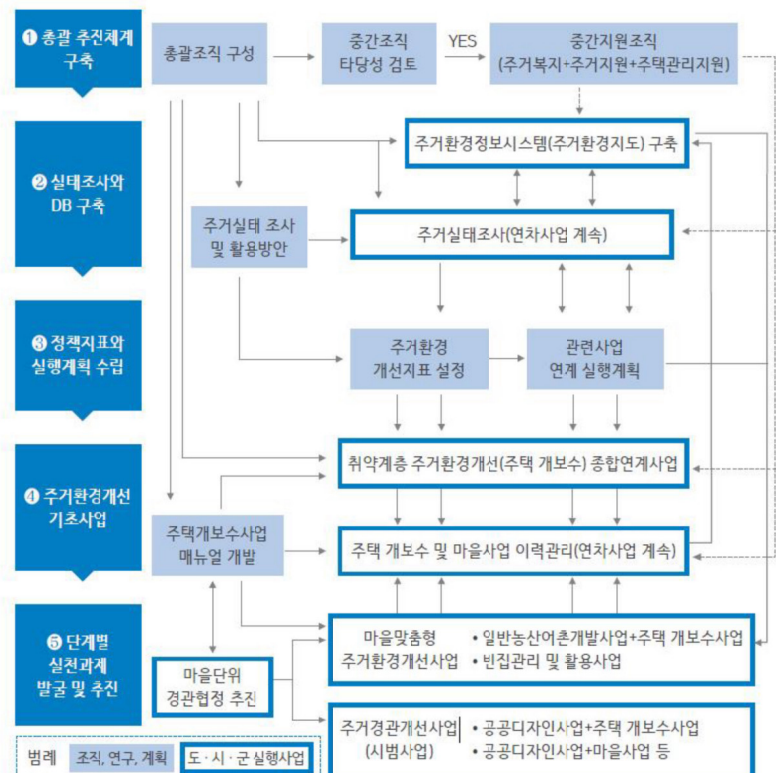 ❶ 총괄 추진체계
구축
총괄조직 구성
중간조직
타당성 검토
YES
중간지원조직
(주거복지+주거지원+주택관리지원)
주거환경정보시스템(주거환경지도) 구축
❷ 실태조사와
DB 구축
주거실태 조사
및 활용방안
주거실태조사(연차사업 계속)
❸ 정책지표와
실행계획 수립
주거환경
개선지표 설정
관련사업
연계 실행계획
취약계층 주거환경개선(주택 개보수) 종합연계사업
❹ 주거환경개선
기초사업
주택개보수사업
매뉴얼 개발
주택 개보수 및 마을사업 이력관리(연차사업 계속)
❺ 단계별
실천과제
발굴 및 추진
마을단위
경관협정 추진
마을맞춤형
주거환경개선사업
• 일반농산어촌개발사업+주택 개보수사업
• 빈집관리 및 활용사업
주거경관개선사업
(시범사업)
• 공공디자인사업+주택 개보수사업
• 공공디자인사업+마을사업 등
범례
조직, 연구, 계획
도·시·군 실행사업